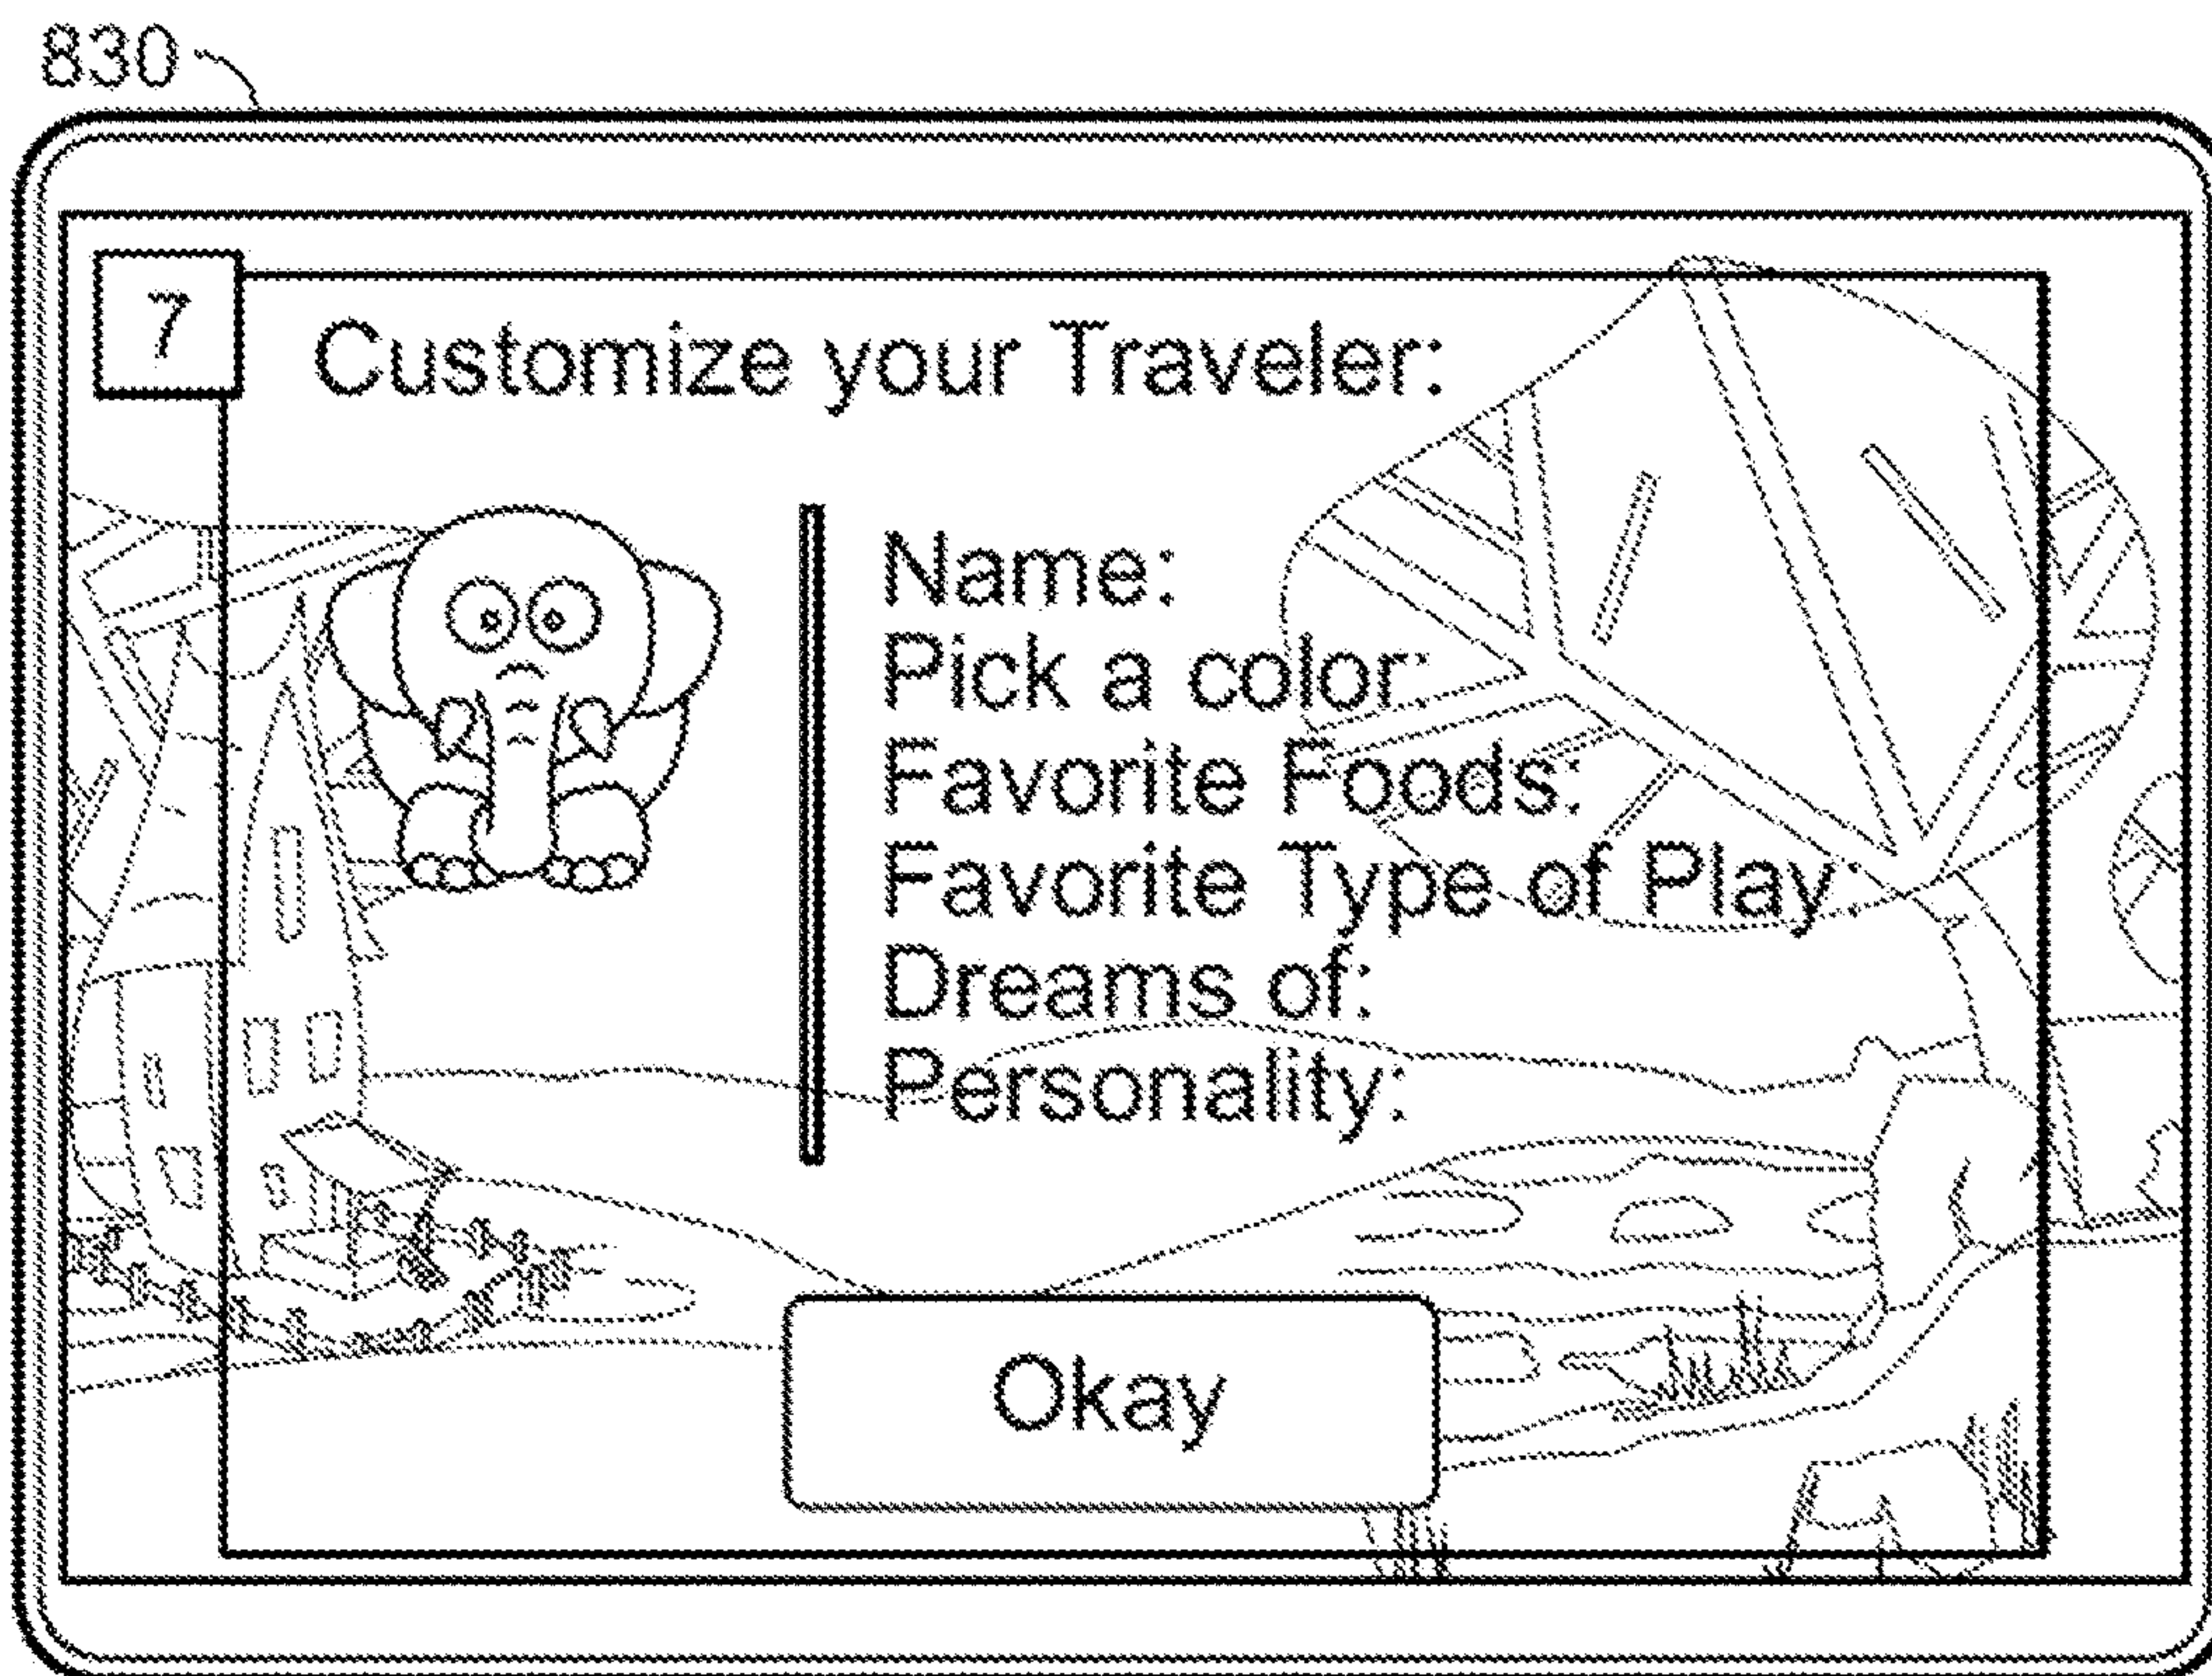 830
7
Customize your Traveler:
Name:
Pick a color:
Favorite Foods:
Favorite Type of Play:
Dreams of:
Personality:
Okay